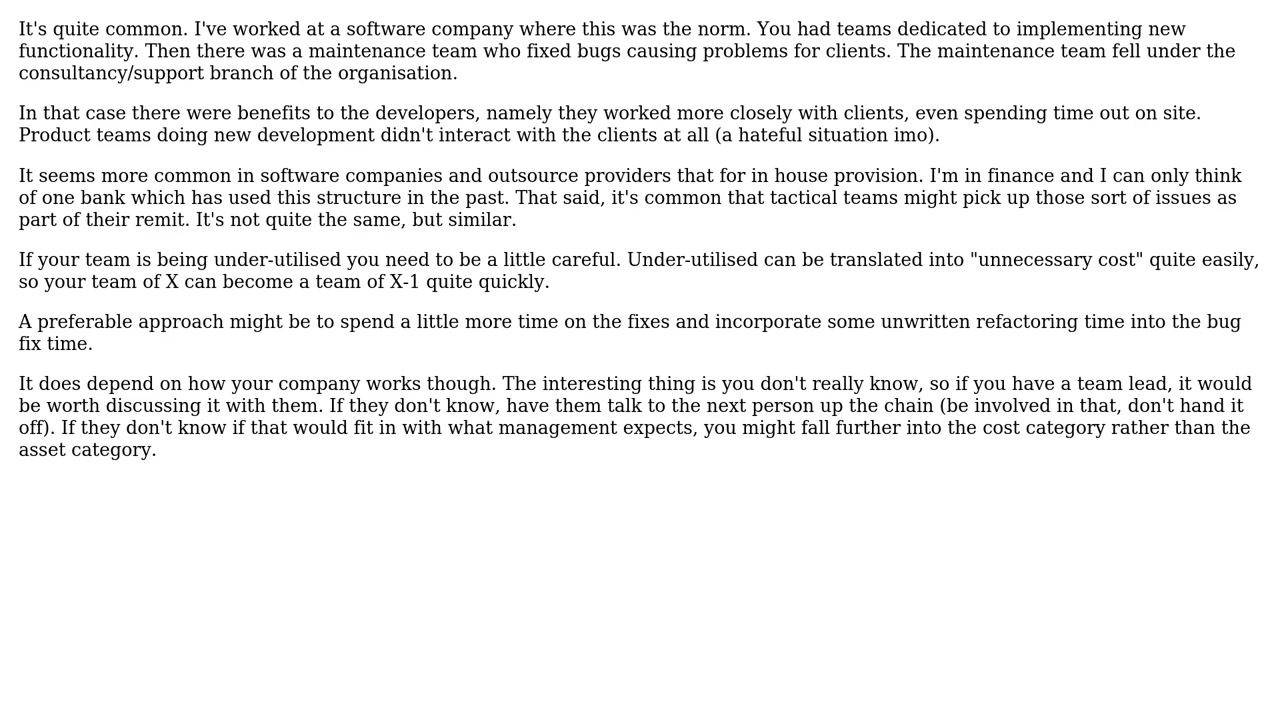 It's quite common. I've worked at a software company where this was the norm. You had teams dedicated to implementing new
functionality. Then there was a maintenance team who fixed bugs causing problems for clients. The maintenance team fell under the
consultancy/support branch of the organisation.
In that case there were benefits to the developers, namely they worked more closely with clients, even spending time out on site.
Product teams doing new development didn't interact with the clients at all (a hateful situation imo).
It seems more common in software companies and outsource providers that for in house provision. I'm in finance and I can only think
of one bank which has used this structure in the past. That said, it's common that tactical teams might pick up those sort of issues as
part of their remit. It's not quite the same, but similar.
If your team is being under-utilised you need to be a little careful. Under-utilised can be translated into "unnecessary cost" quite easily,
so your team of X can become a team of X-1 quite quickly.
A preferable approach might be to spend a little more time on the fixes and incorporate some unwritten refactoring time into the bug
fix time.
It does depend on how your company works though. The interesting thing is you don't really know, so if you have a team lead, it would
be worth discussing it with them. If they don't know, have them talk to the next person up the chain (be involved in that, don't hand it
off). If they don't know if that would fit in with what management expects, you might fall further into the cost category rather than the
asset category.